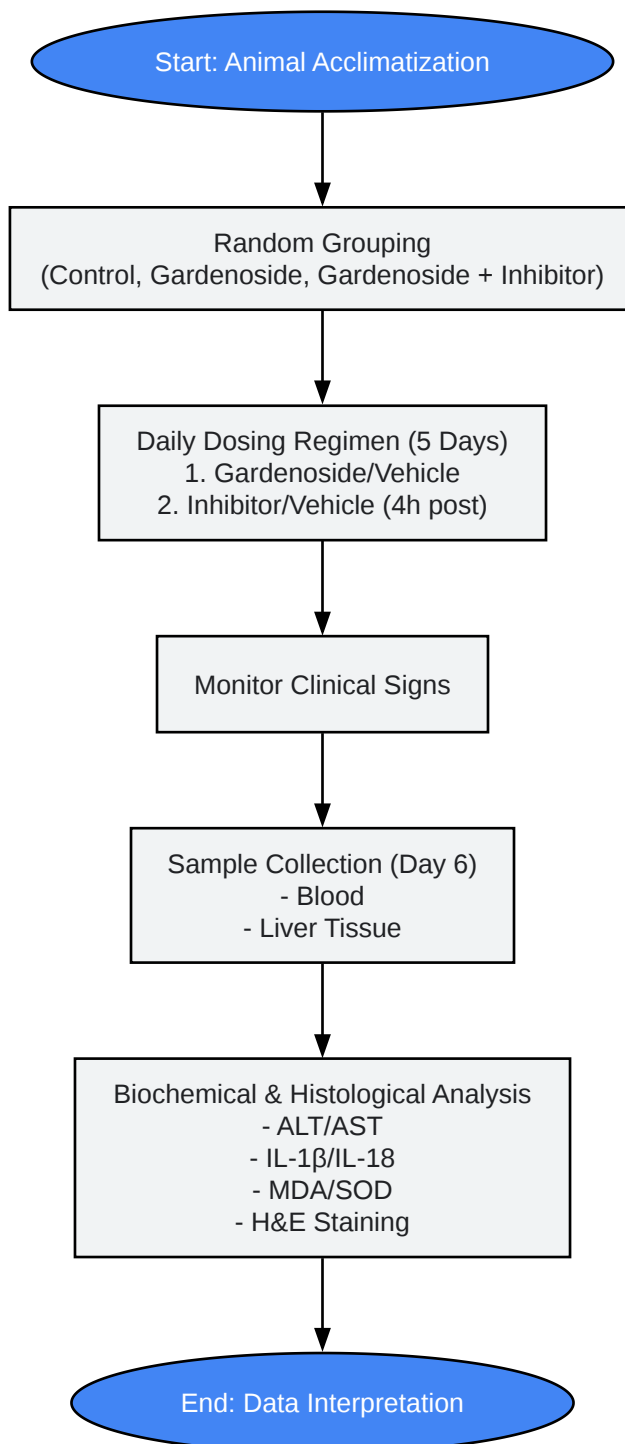 Start: Animal Acclimatization
Random Grouping
(Control, Gardenoside, Gardenoside + Inhibitor)
Daily Dosing Regimen (5 Days)
1. Gardenoside/Vehicle
2. Inhibitor/Vehicle (4h post)
Monitor Clinical Signs
Sample Collection (Day 6)
- Blood
- Liver Tissue
Biochemical & Histological Analysis
- ALT/AST
- IL-1β/IL-18
- MDA/SOD
- H&E Staining
End: Data Interpretation